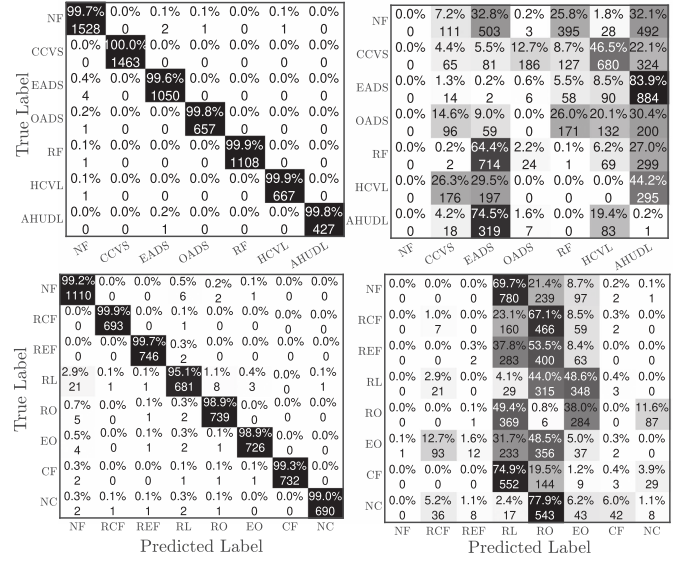 True Label
NF 99.7% 0.0% 0.1% 0.1% 0.0% 0.1% 0.0%
1528 0 2 1 0 1 0
CCVS 0.0% 100.0% 0.0% 0.0% 0.0% 0.0% 0.0%
0 1463 0 0 0 0 0
EADS 0.4% 0.0% 99.6% 0.0% 0.0% 0.0% 0.0%
4 0 1050 0 0 0 0
OADS 0.2% 0.0% 0.0% 99.8% 0.0% 0.0% 0.0%
1 0 0 657 0 0 0
RF 0.1% 0.0% 0.0% 0.0% 99.9% 0.0% 0.0%
1 0 0 0 1108 0 0
HCVL 0.1% 0.0% 0.0% 0.0% 0.0% 99.9% 0.0%
1 0 0 0 0 667 0
AHUDL 0.0% 0.0% 0.2% 0.0% 0.0% 0.0% 99.8%
0 0 1 0 0 0 427
NF CCVS EADS OADS RF HCVL AHUDL
NF 0.0% 7.2% 32.8% 0.2% 25.8% 1.8% 32.1%
0 111 503 3 395 28 492
CCVS 0.0% 4.4% 5.5% 12.7% 8.7% 46.5% 22.1%
0 65 81 186 127 680 324
EADS 0.0% 1.3% 0.2% 0.6% 5.5% 8.5% 83.9%
0 14 2 6 58 90 884
OADS 0.0% 14.6% 9.0% 0.0% 26.0% 20.1% 30.4%
0 96 59 0 171 132 200
RF 0.0% 0.2% 64.4% 2.2% 0.1% 6.2% 27.0%
0 2 714 24 1 69 299
HCVL 0.0% 26.3% 29.5% 0.0% 0.0% 0.0% 44.2%
0 176 197 0 0 0 295
AHUDL 0.0% 4.2% 74.5% 1.6% 0.0% 19.4% 0.2%
0 18 319 7 0 83 1
NF CCVS EADS OADS RF HCVL AHUDL
True Label
NF 99.2% 0.0% 0.0% 0.5% 0.2% 0.1% 0.0% 0.0%
1110 0 0 6 2 1 0 0
RCF 0.0% 99.9% 0.0% 0.1% 0.0% 0.0% 0.0% 0.0%
0 693 0 1 0 0 0 0
REF 0.0% 0.0% 99.7% 0.3% 0.0% 0.0% 0.0% 0.0%
0 0 746 2 0 0 0 0
RL 2.9% 0.1% 0.1% 95.1% 1.1% 0.4% 0.0% 0.1%
21 1 1 681 8 3 0 1
RO 0.7% 0.0% 0.1% 0.3% 98.9% 0.0% 0.0% 0.0%
5 0 1 2 739 0 0 0
EO 0.5% 0.0% 0.1% 0.3% 0.1% 98.9% 0.0% 0.0%
4 0 1 2 1 726 0 0
CF 0.3% 0.0% 0.0% 0.1% 0.1% 0.1% 99.3% 0.0%
2 0 0 1 1 1 732 0
NC 0.3% 0.1% 0.1% 0.3% 0.1% 0.0% 0.0% 99.0%
2 1 1 2 1 0 0 690
NF RCF REF RL RO EO CF NC
Predicted Label
NF 0.0% 0.0% 0.0% 69.7% 21.4% 8.7% 0.2% 0.1%
0 0 0 780 239 97 2 1
RCF 0.0% 1.0% 0.0% 23.1% 67.1% 8.5% 0.3% 0.0%
0 7 0 160 466 59 2 0
REF 0.0% 0.0% 0.3% 37.8% 53.5% 8.4% 0.0% 0.0%
0 0 2 283 400 63 0 0
RL 0.0% 2.9% 0.0% 4.1% 44.0% 48.6% 0.4% 0.0%
0 21 0 29 315 348 3 0
RO 0.0% 0.0% 0.0% 49.4% 0.8% 38.0% 0.0% 11.6%
0 0 0 369 6 284 0 87
EO 0.1% 12.7% 1.6% 31.7% 48.5% 5.0% 0.3% 0.0%
1 93 12 233 356 37 2 0
CF 0.0% 0.0% 0.0% 74.9% 19.5% 1.2% 0.4% 3.9%
0 0 0 552 144 9 3 29
NC 0.0% 5.2% 1.1% 2.4% 77.9% 6.2% 6.0% 1.1%
0 36 8 17 543 43 42 8
NF RCF REF RL RO EO CF NC
Predicted Label